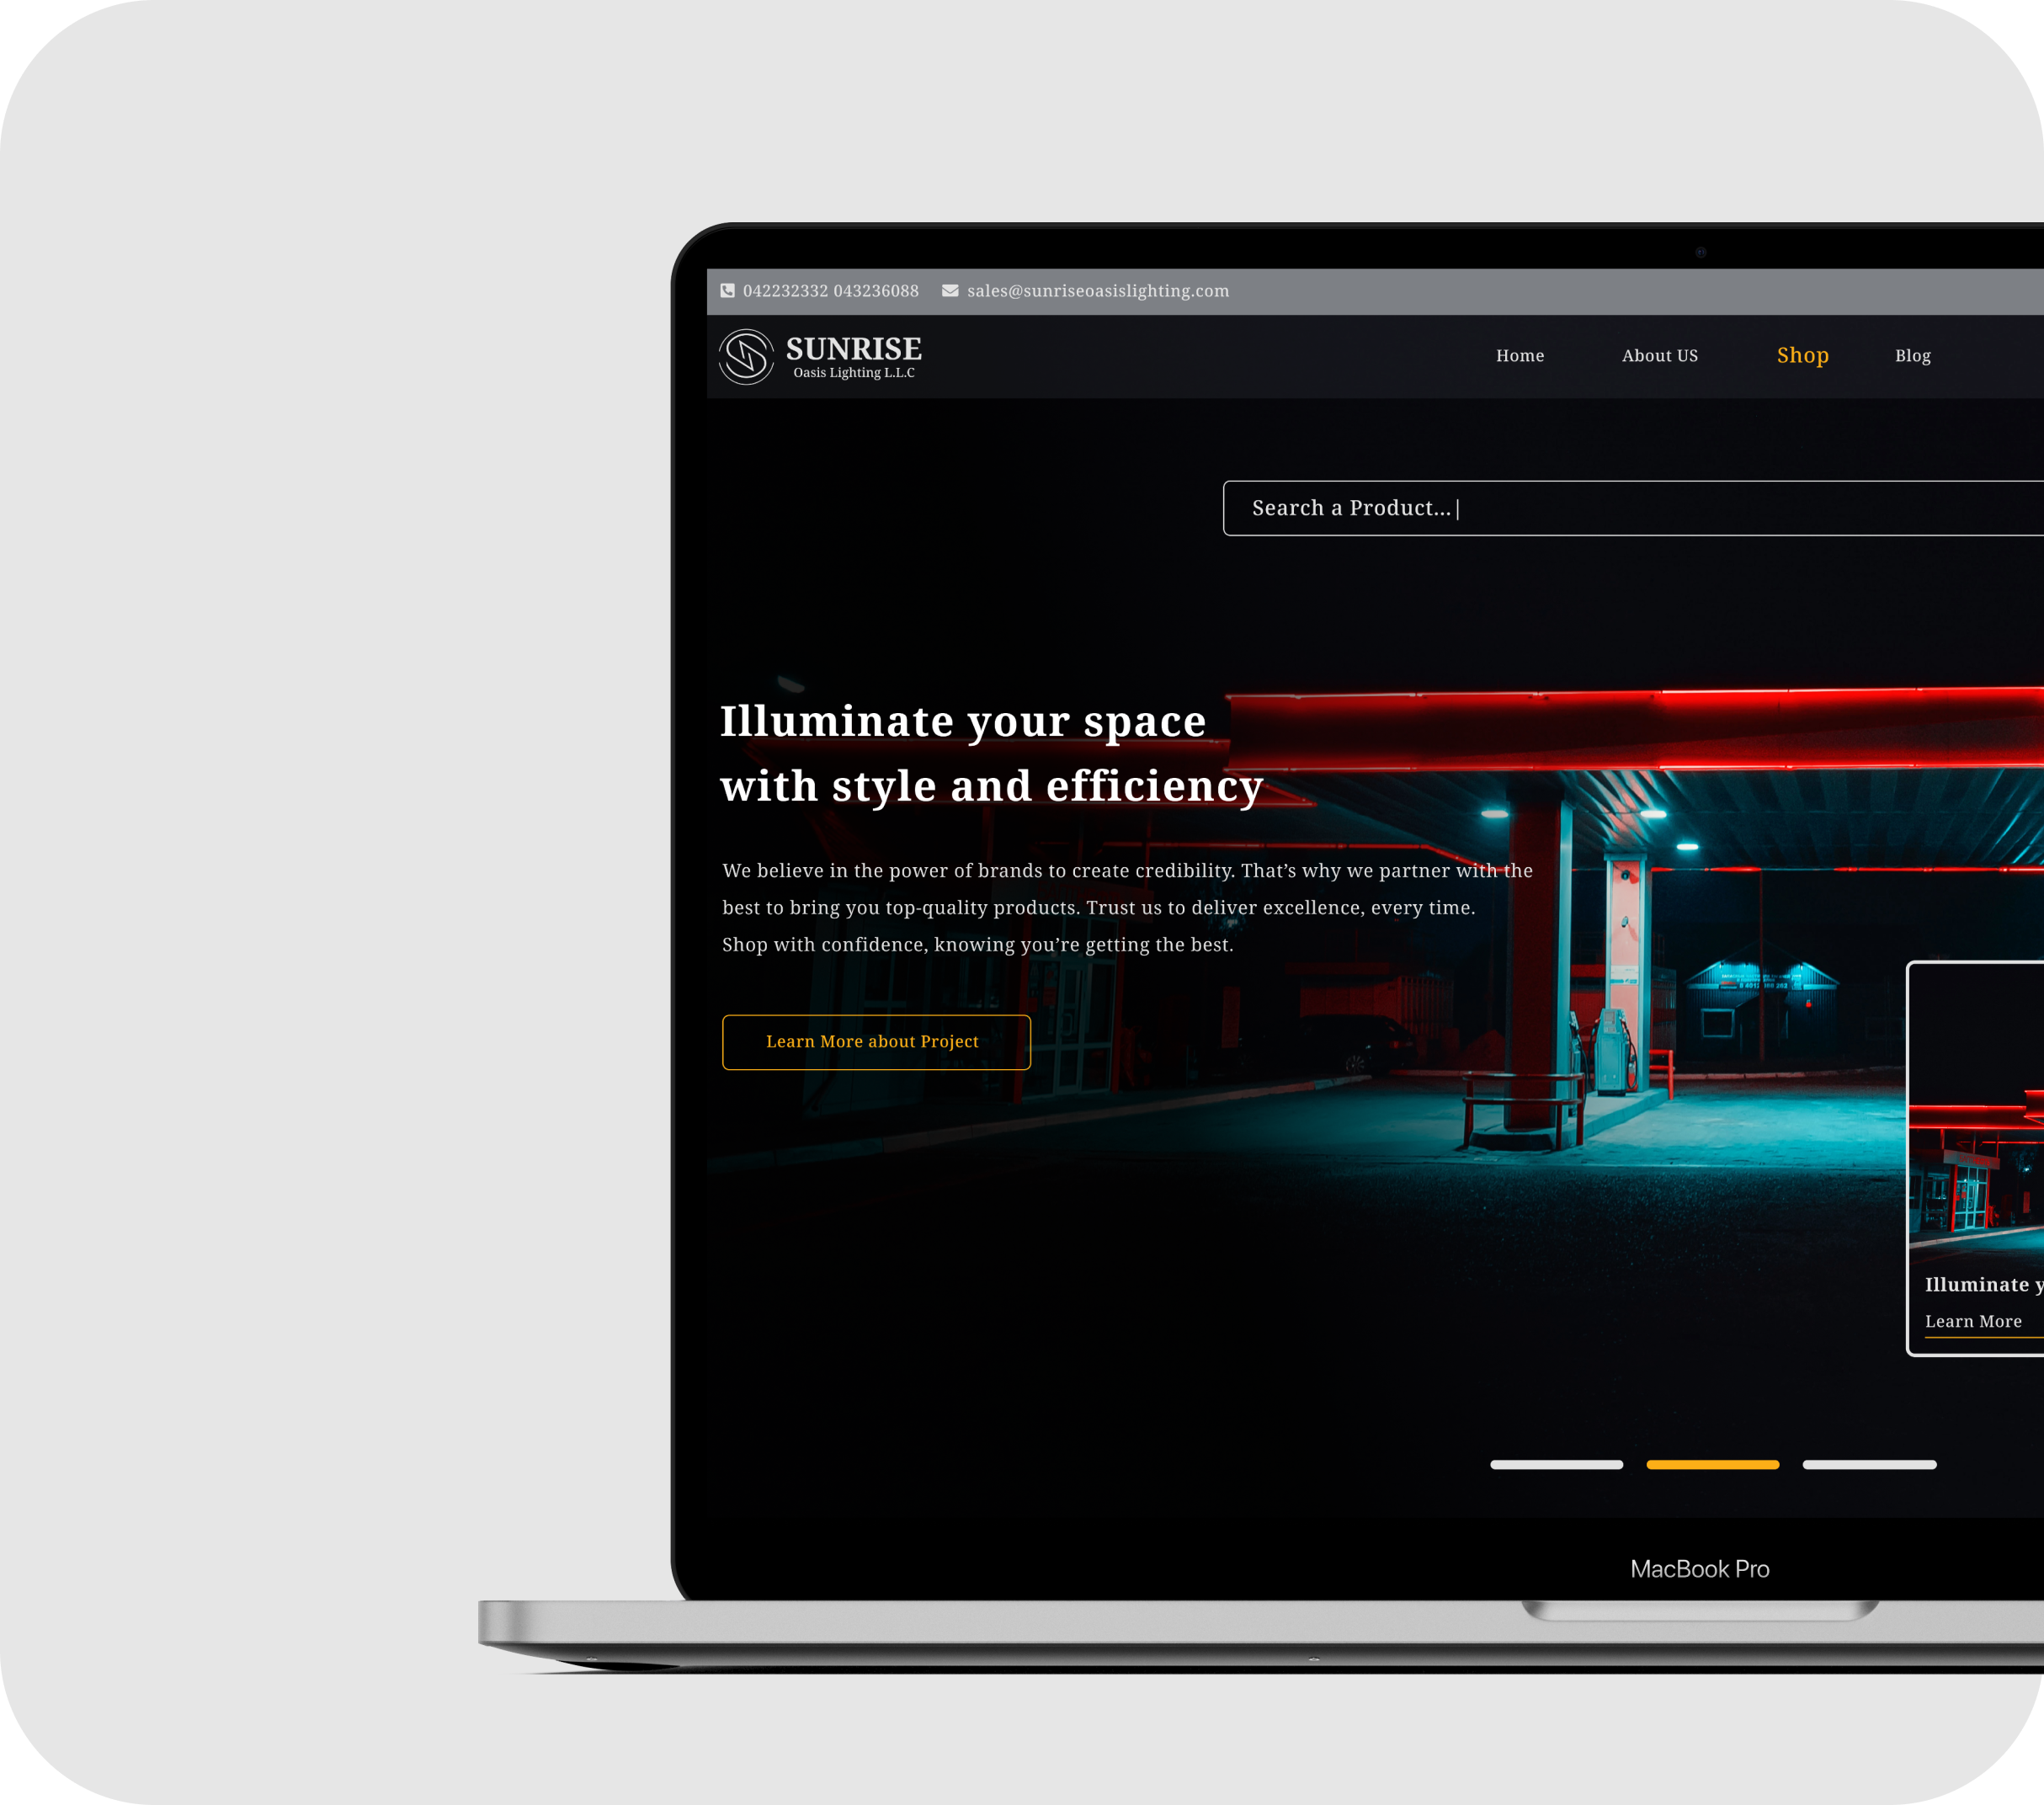 042232332 043236088 sales@sunriseoasislighting.com
SUNRISE
Oasis Lighting L.L.C
Home About US Shop Blog
Search a Product...|
Illuminate your space
with style and efficiency
We believe in the power of brands to create credibility. That’s why we partner with the
best to bring you top-quality products. Trust us to deliver excellence, every time.
Shop with confidence, knowing you’re getting the best.
Learn More about Project
Illuminate y
Learn More
MacBook Pro